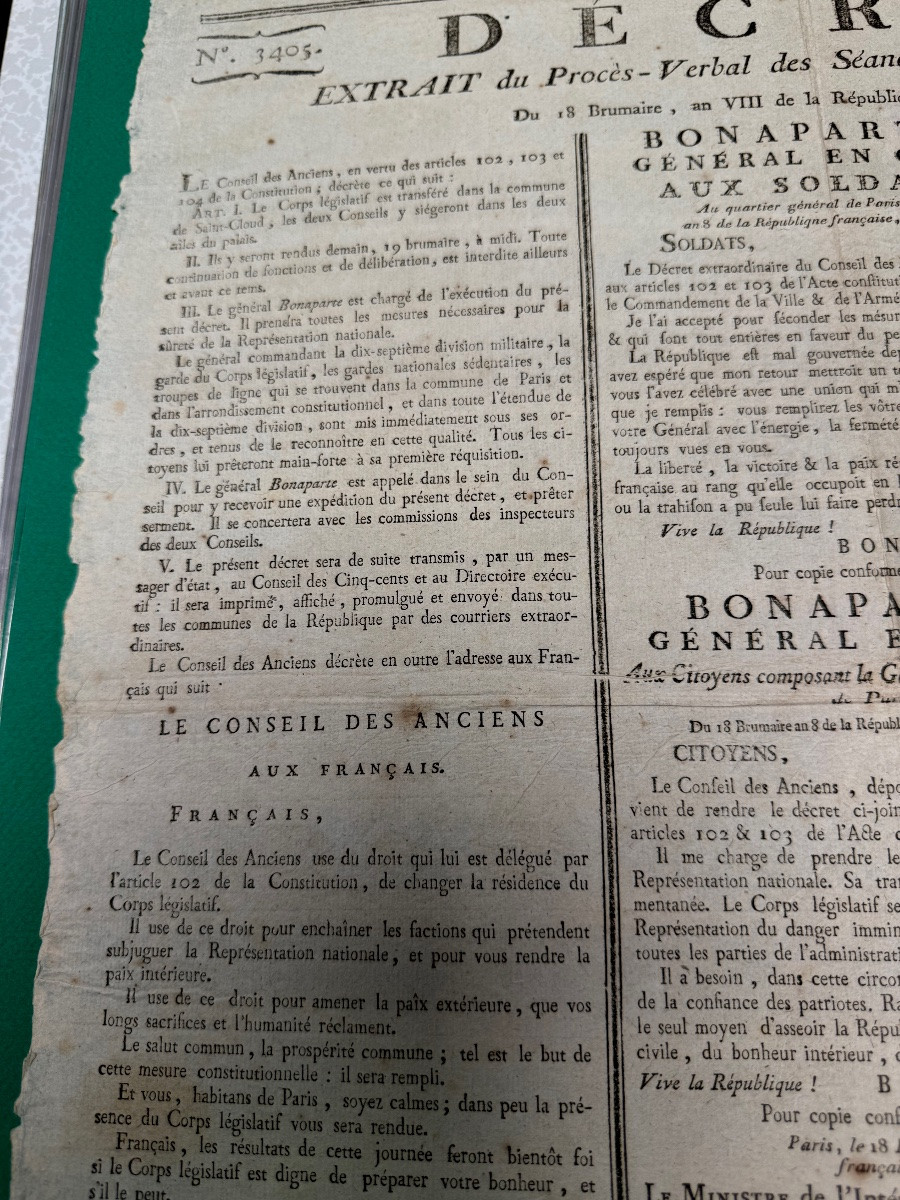 N°. 3405.
DÉCR
EXTRAIT du Procès-Verbal des Séan
Du 18 Brumaire, an VIII de la Républi
LE Conseil des Anciens, en vertu des articles 102, 103 et
104 de la Constitution; décrète ce qui suit:
ART. I. Le Corps législatif est transféré dans la commune
de Saint-Cloud, les deux Conseils y siégeront dans les deux
ailes du palais.
II. Ils y seront rendus demain, 19 brumaire, à midi. Toute
continuation de fonctions et de délibération, est interdite ailleurs
et avant ce tems.
III. Le général Bonaparte est chargé de l'exécution du pré-
sent décret. Il prendra toutes les mesures nécessaires pour la
sûreté de la Représentation nationale.
Le général commandant la dix-septième division militaire, la
garde du Corps législatif, les gardes nationales sédentaires, les
troupes de ligne qui se trouvent dans la commune de Paris et
dans l'arrondissement constitutionnel, et dans toute l'étendue de
la dix-septième division, sont mis immédiatement sous ses or-
dres, et tenus de le reconnoître en cette qualité. Tous les ci-
toyens lui prêteront main-forte à sa première réquisition.
IV. Le général Bonaparte est appelé dans le sein du Con-
seil pour y recevoir une expédition du présent décret, et prêter
serment. Il se concertera avec les commissions des inspecteurs
des deux Conseils.
V. Le présent décret sera de suite transmis, par un mes-
sager d'état, au Conseil des Cinq-cents et au Directoire exécu-
tif: il sera imprimé, affiché, promulgué et envoyé dans tou-
tes les communes de la République par des courriers extraor-
dinaires.
Le Conseil des Anciens décrète en outre l'adresse aux Fran-
çais qui suit
LE CONSEIL DES ANCIENS
AUX FRANÇAIS.
FRANÇAIS,
Le Conseil des Anciens use du droit qui lui est délégué par
l'article 102 de la Constitution, de changer la résidence du
Corps législatif.
Il use de ce droit pour enchaîner les factions qui prétendent
subjuguer la Représentation nationale, et pour vous rendre la
paix intérieure.
Il use de ce droit pour amener la paîx extérieure, que vos
longs sacrifices et l'humanité réclament.
Le salut commun, la prospérité commune; tel est le but de
cette mesure constitutionnelle: il sera rempli.
Et vous, habitans de Paris, soyez calmes; dans peu la pré-
sence du Corps législatif vous sera rendue.
Français, les résultats de cette journée feront bientôt foi
si le Corps législatif est digne de préparer votre bonheur, et
s'il le peut.
BONAPAR
GÉNÉRAL EN
AUX SOLDA
Au quartier général de Paris
an 8 de la République française,
SOLDATS,
Le Décret extraordinaire du Conseil des
aux articles 102 et 103 de l'Acte conſtitut
le Commandement de la Ville & de l'Armé
Je l'ai accepté pour ſéconder les méſur
& qui ſont tout entières en faveur du pe
La République eſt mal gouvernée dep
avez eſpéré que mon retour mettroit un t
vous l'avez célébré avec une union qui m'
que je remplis: vous remplirez les vôtre
votre Général avec l'énergie, la fermeté
toujours vues en vous.
La liberté, la victoire & la paix ré
française au rang qu'elle occupoit en
ou la trahiſon a pu ſeule lui faire perdr
Vive la République!
BON
Pour copie conforme
BONAPA
GÉNÉRAL E
Aux Citoyens composant la G
de Pa
Du 18 Brumaire an 8 de la Républ
CITOYENS,
Le Conſeil des Anciens, dépo
vient de rendre le décret ci-join
articles 102 & 103 de l'Acte
Il me charge de prendre le
Représentation nationale. Sa tra
mentanée. Le Corps législatif se
Représentation du danger immin
toutes les parties de l'administrati
Il à besoin, dans cette circo
de la confiance des patriotes. Ra
le seul moyen d'asseoir la Répu
civile, du bonheur intérieur,
Vive la République!
B
Pour copie conf
Paris, le 18
frança
LE MINISTRE de l'Inté